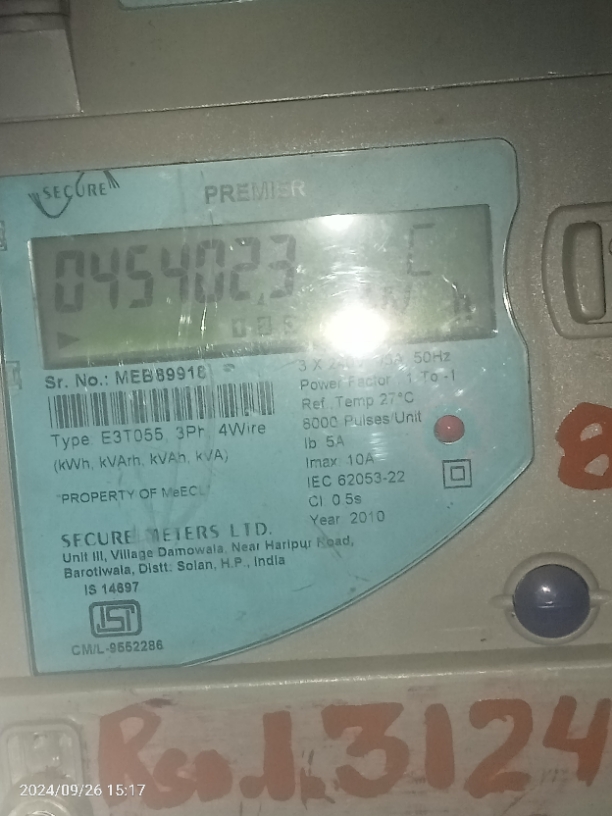 SECURE
PREMIER
0454023
Sr. No.: MEB89918
Type: E3T055, 3Ph, 4Wire
(kWh, kVArh, kVAh, kVA)
"PROPERTY OF MeECL"
SECURE METERS LTD.
Unit III, Village Damowala, Near Haripur Road,
Barotiwala, Distt: Solan, H.P., India
IS 14697
CM/L-9552286
50Hz
Power Factor : 1 To -1
Ref. Temp 27°C
6000 Pulses/Unit
Ib 5A
Imax 10A
IEC 62053-22
Cl. 0.5s
Year 2010
8
3124
2024/09/26 15:17